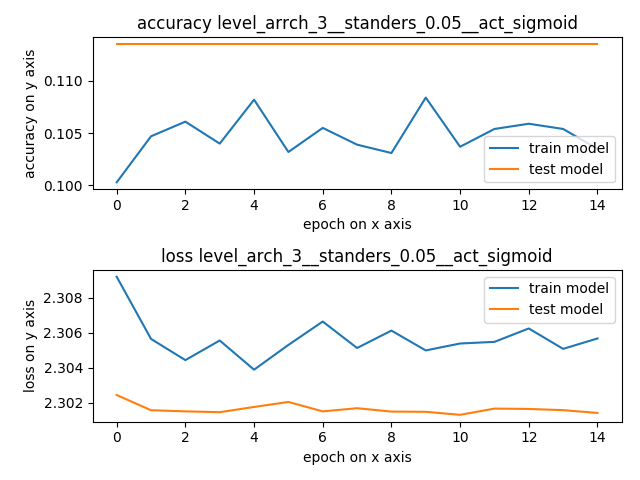 accuracy level_arrch_3__standers_0.05__act_sigmoid
accuracy on y axis
0.110
0.105
0.100
train model
test model
0 2 4 6 8 10 12 14
epoch on x axis
loss level_arch_3__standers_0.05__act_sigmoid
loss on y axis
2.308
2.306
2.304
2.302
train model
test model
0 2 4 6 8 10 12 14
epoch on x axis